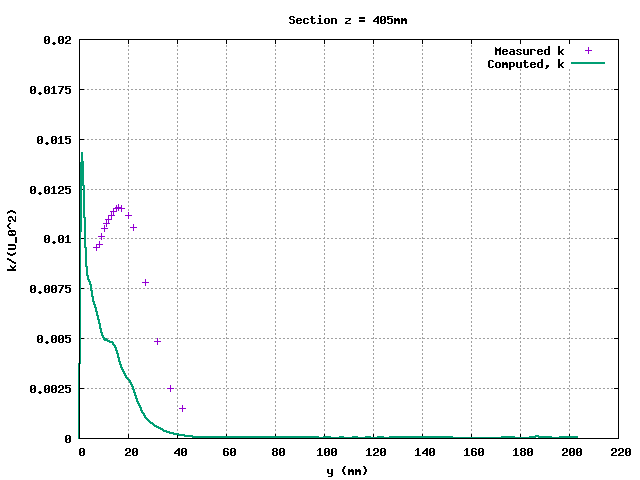 Section z = 405mm
0.02
Measured k
Computed, k
0.0175
0.015
0.0125
0.01
k/(U_0^2)
0.0075
0.005
0.0025
0
0 20 40 60 80 100 120 140 160 180 200 220
y (mm)